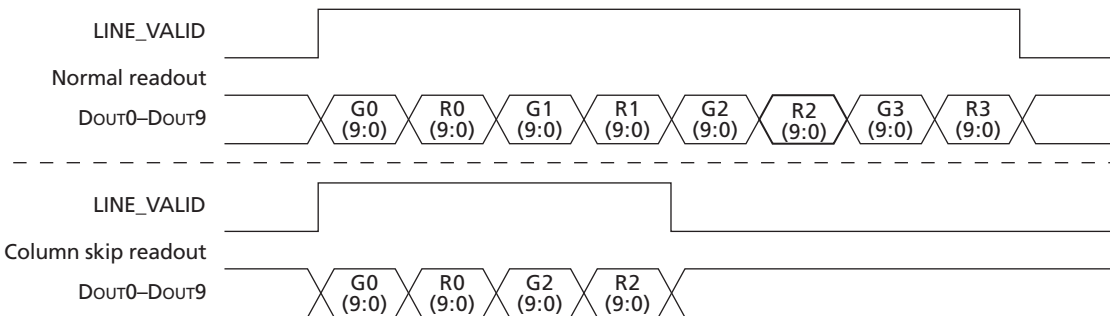 LINE_VALID
Normal readout
DOUT0–DOUT9
G0 R0 G1 R1 G2 R2 G3 R3
(9:0) (9:0) (9:0) (9:0) (9:0) (9:0) (9:0) (9:0)
LINE_VALID
Column skip readout
DOUT0–DOUT9
G0 R0 G2 R2
(9:0) (9:0) (9:0) (9:0)